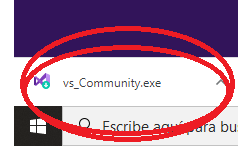 vs_Community.exe
Escribe aquí para bu